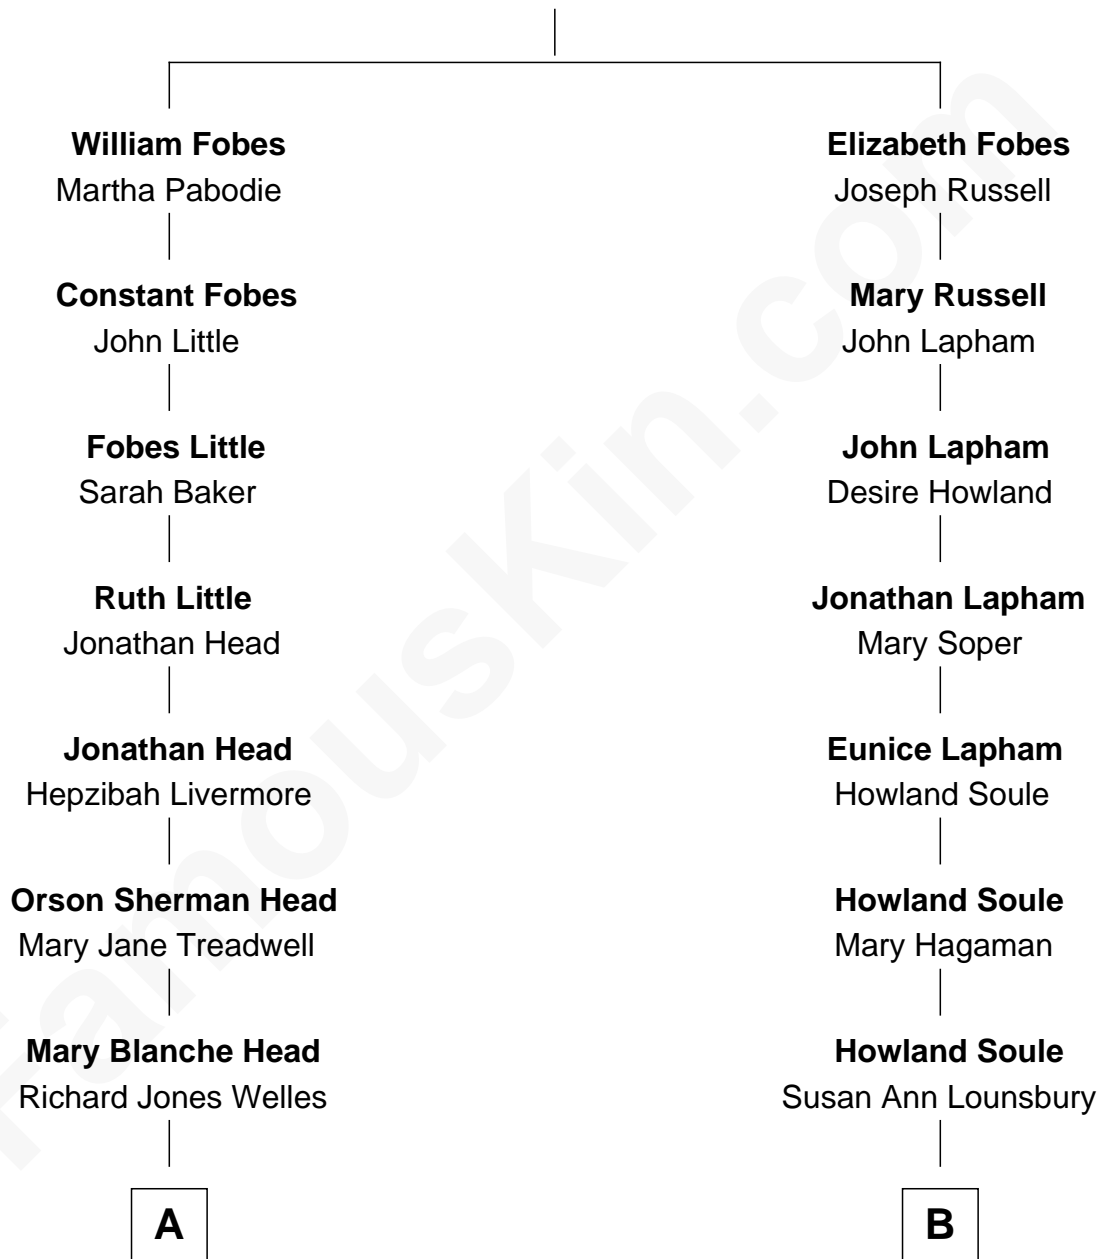 William Fobes
Martha Pabodie
Elizabeth Fobes
Joseph Russell
Constant Fobes
John Little
Mary Russell
John Lapham
Fobes Little
Sarah Baker
John Lapham
Desire Howland
Ruth Little
Jonathan Head
Jonathan Lapham
Mary Soper
Jonathan Head
Hepzibah Livermore
Eunice Lapham
Howland Soule
Orson Sherman Head
Mary Jane Treadwell
Howland Soule
Mary Hagaman
Mary Blanche Head
Richard Jones Welles
Howland Soule
Susan Ann Lounsbury
A
B
FamousKin.com